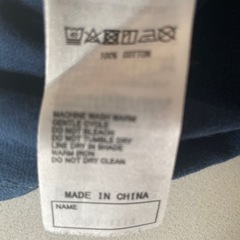 100% COTTON
MACHINE WASH WARM
GENTLE CYCLE
DO NOT BLEACH
DO NOT TUMBLE DRY
LINE DRY IN SHADE
WARM IRON
DO NOT DRY CLEAN
MADE IN CHINA
NAME